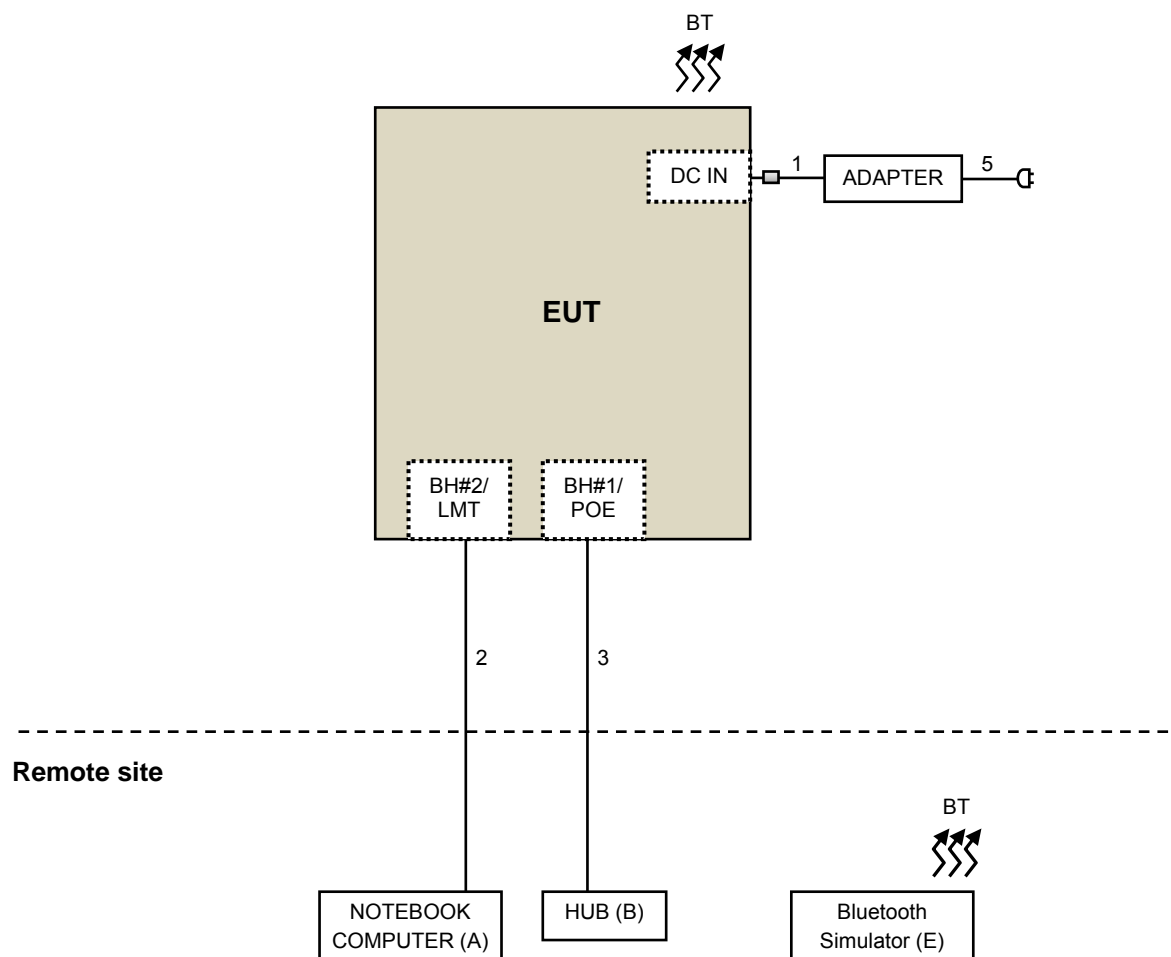 BT
DC IN
1
ADAPTER
5
EUT
BH#2/
LMT
BH#1/
POE
2
3
Remote site
BT
NOTEBOOK
COMPUTER (A)
HUB (B)
Bluetooth
Simulator (E)